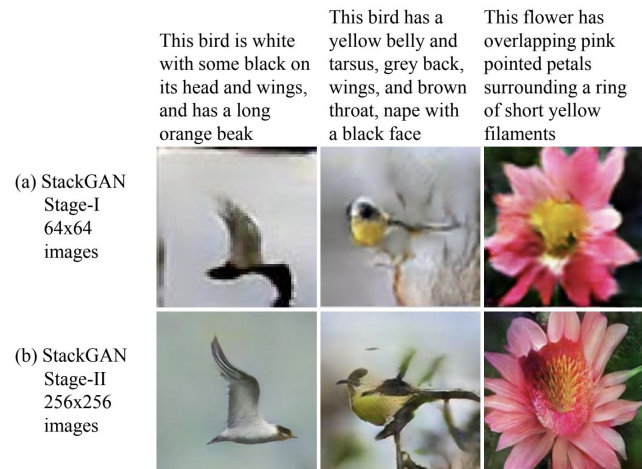 This bird is white
with some black on
its head and wings,
and has a long
orange beak
This bird has a
yellow belly and
tarsus, grey back,
wings, and brown
throat, nape with
a black face
This flower has
overlapping pink
pointed petals
surrounding a ring
of short yellow
filaments
(a) StackGAN
Stage-I
64x64
images
(b) StackGAN
Stage-II
256x256
images